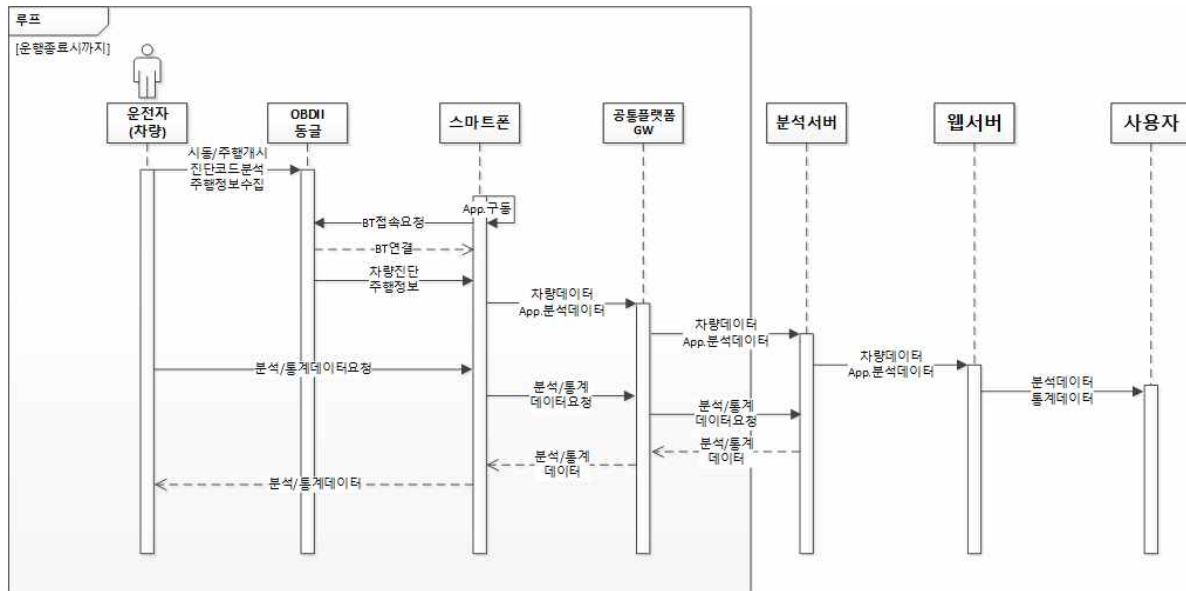 루프
[운행종료시까지]
운전자
(차량)
OBDII
동글
스마트폰
공통플랫폼
GW
분석서버
웹서버
사용자
시동/주행개시
진단코드분석
주행정보수집
App.구동
BT접속요청
BT연결
차량진단
주행정보
차량데이터
App.분석데이터
차량데이터
App.분석데이터
차량데이터
App.분석데이터
분석데이터
통계데이터
분석/통계데이터요청
분석/통계
데이터요청
분석/통계
데이터요청
분석/통계
데이터
분석/통계
데이터
분석/통계데이터